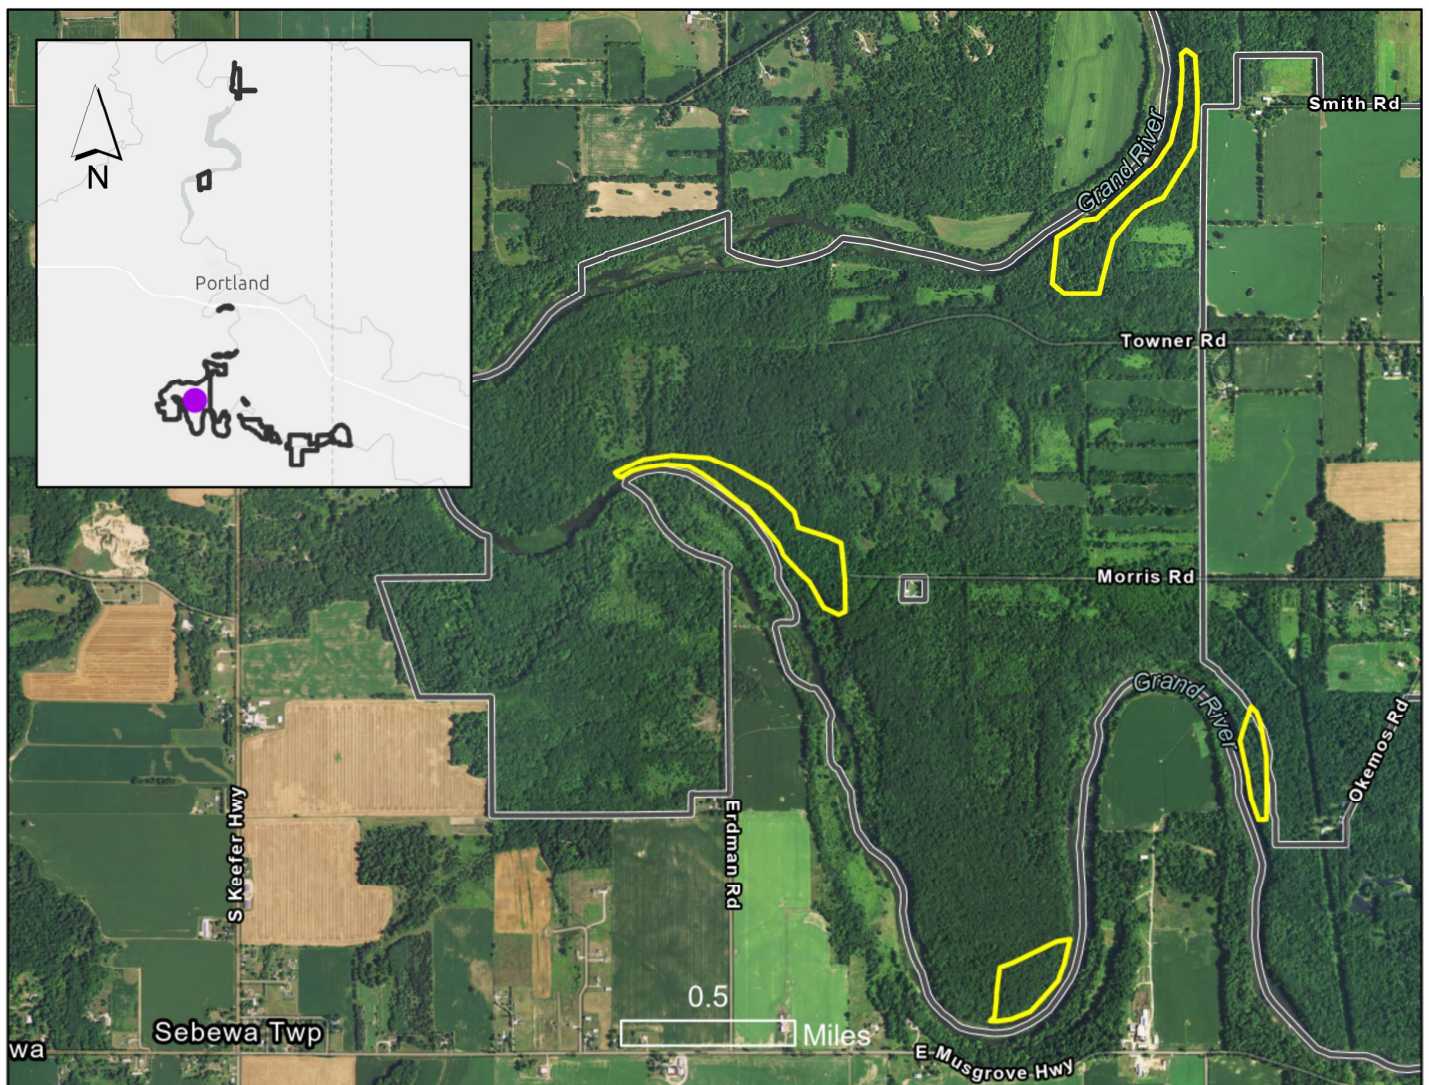 N
Portland
Smith Rd
Grand River
Towner Rd
Morris Rd
Grand River
Okemos Rd
S Keefer Hwy
Erdman Rd
0.5
Miles
Sebewa Twp
wa
E Musgrove Hwy